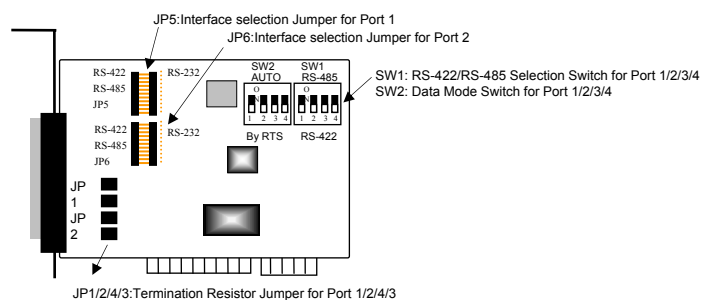 JP5:Interface selection Jumper for Port 1
JP6:Interface selection Jumper for Port 2
RS-422
RS-485
JP5
RS-232
SW2
AUTO
SW1
RS-485
SW1: RS-422/RS-485 Selection Switch for Port 1/2/3/4
SW2: Data Mode Switch for Port 1/2/3/4
O
N
1 2 3 4
O
N
1 2 3 4
By RTS
RS-422
RS-422
RS-485
JP6
RS-232
JP
1
JP
2
JP1/2/4/3:Termination Resistor Jumper for Port 1/2/4/3